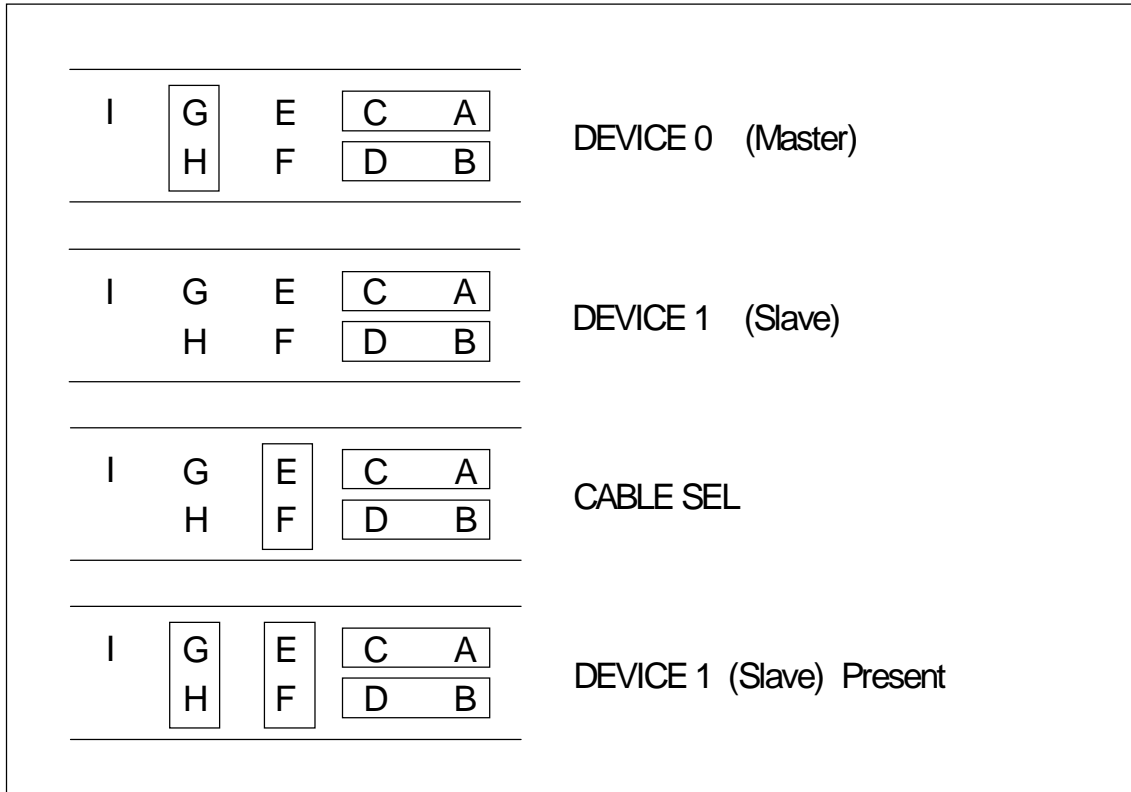 I G E C A
H F D B
DEVICE 0 (Master)
I G E C A
H F D B
DEVICE 1 (Slave)
I G E C A
H F D B
CABLE SEL
I G E C A
H F D B
DEVICE 1 (Slave) Present